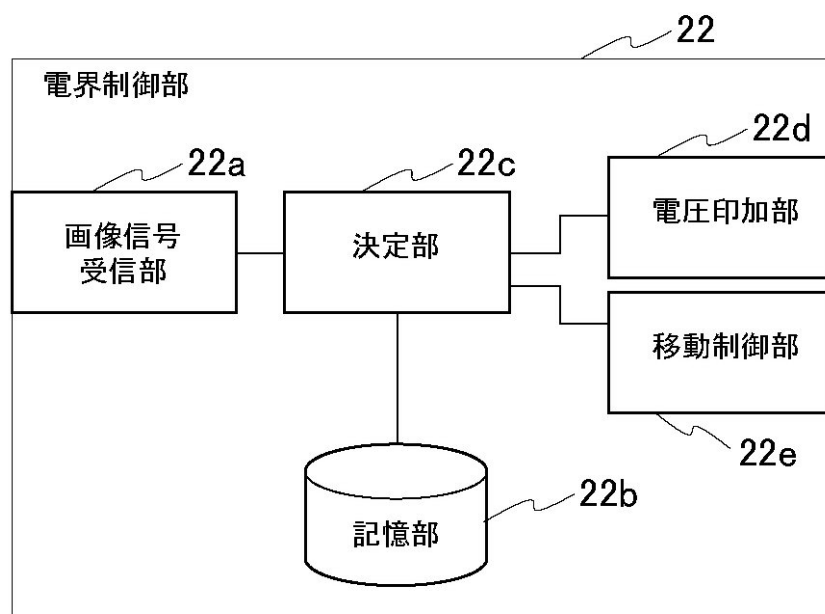 22
電界制御部
22a
22c
22d
画像信号
受信部
決定部
電圧印加部
移動制御部
22e
22b
記憶部